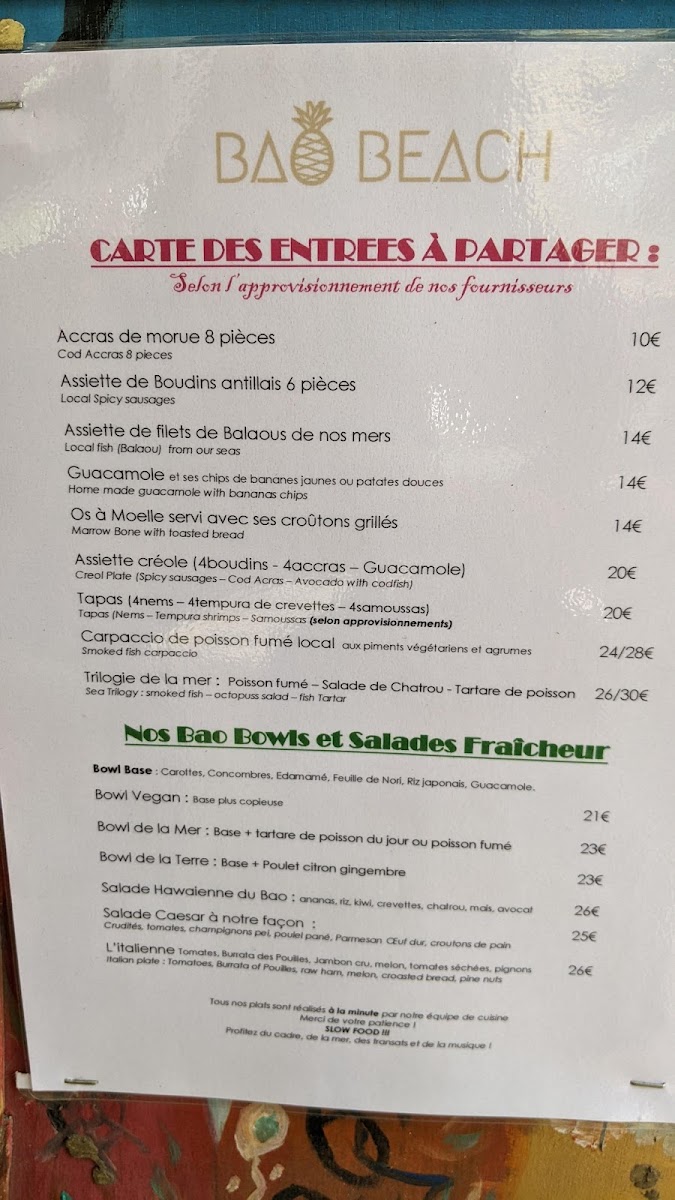 BAO BEACH
CARTE DES ENTREES À PARTAGER :
Selon l'approvisionnement de nos fournisseurs
Accras de morue 8 pièces 10€
Cod Accras 8 pieces
Assiette de Boudins antillais 6 pièces 12€
Local Spicy sausages
Assiette de filets de Balaous de nos mers 14€
Local fish (Balaou) from our seas
Guacamole et ses chips de bananes jaunes ou patates douces 14€
Home made guacamole with bananas chips
Os à Moelle servi avec ses croûtons grillés 14€
Marrow Bone with toasted bread
Assiette créole (4boudins - 4accras – Guacamole) 20€
Creol Plate (Spicy sausages – Cod Acras – Avocado with codfish)
Tapas (4nems – 4tempura de crevettes – 4samoussas) 20€
Tapas (Nems – Tempura shrimps – Samoussas (selon approvisionnements)
Carpaccio de poisson fumé local aux piments végétariens et agrumes 24/28€
Smoked fish carpaccio
Trilogie de la mer : Poisson fumé – Salade de Chatrou - Tartare de poisson 26/30€
Sea Trilogy : smoked fish – octopuss salad – fish Tartar
Nos Bao Bowls et Salades Fraîcheur
Bowl Base : Carottes, Concombres, Edamamé, Feuille de Nori, Riz japonais, Guacamole.
Bowl Vegan : Base plus copieuse 21€
Bowl de la Mer : Base + tartare de poisson du jour ou poisson fumé 23€
Bowl de la Terre : Base + Poulet citron gingembre 23€
Salade Hawaienne du Bao : ananas, riz, kiwi, crevettes, chatrou, maïs, avocat 26€
Salade Caesar à notre façon : 25€
Crudités, tomates, champignons pei, poulet pané, Parmesan Œuf dur, croutons de pain
L'italienne Tomates, Burrata des Pouilles, Jambon cru, melon, tomates séchées, pignons 26€
Italian plate : Tomatoes, Burrata of Pouilles, raw ham, melon, croasted bread, pine nuts
Tous nos plats sont réalisés à la minute par notre équipe de cuisine
Merci de votre patience !
SLOW FOOD !!!
Profitez du cadre, de la mer, des transats et de la musique !